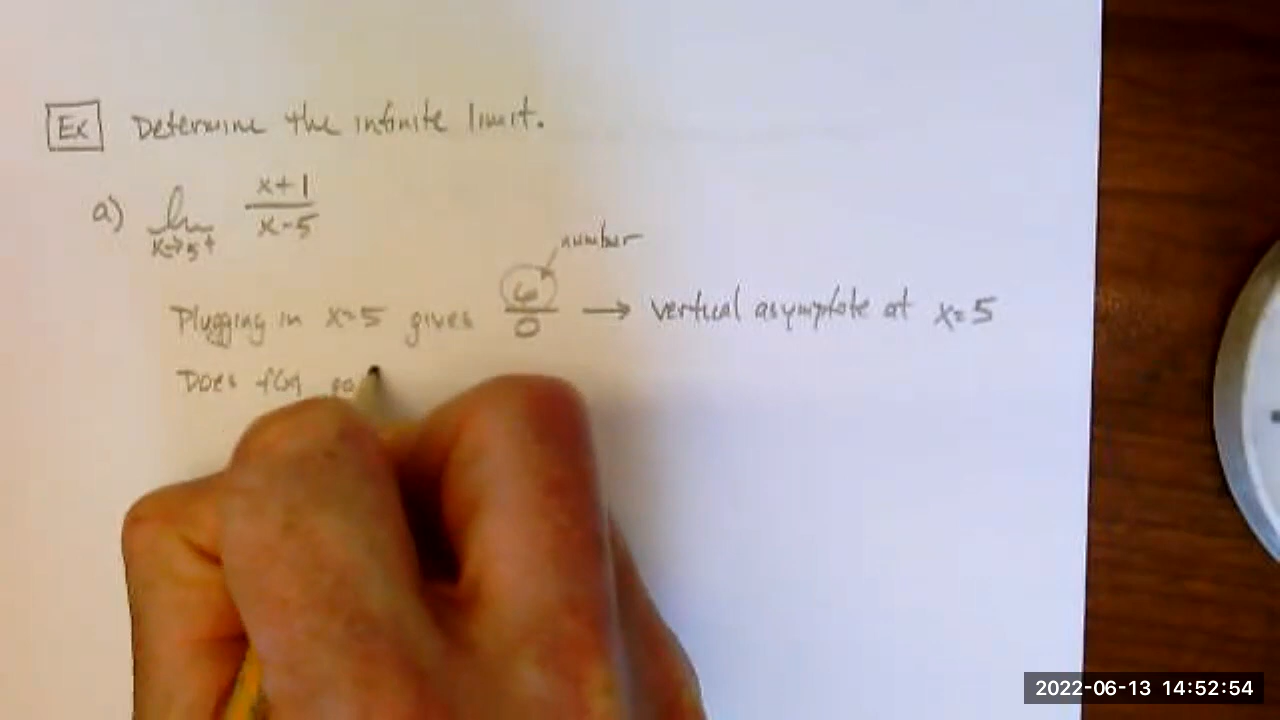 Ex Determine the infinite limit.
a) lim x→5⁺ x+1 / x-5
number
Plugging in x=5 gives 6/0 → vertical asymptote at x=5
Does f(x) go
2022-06-13 14:52:54